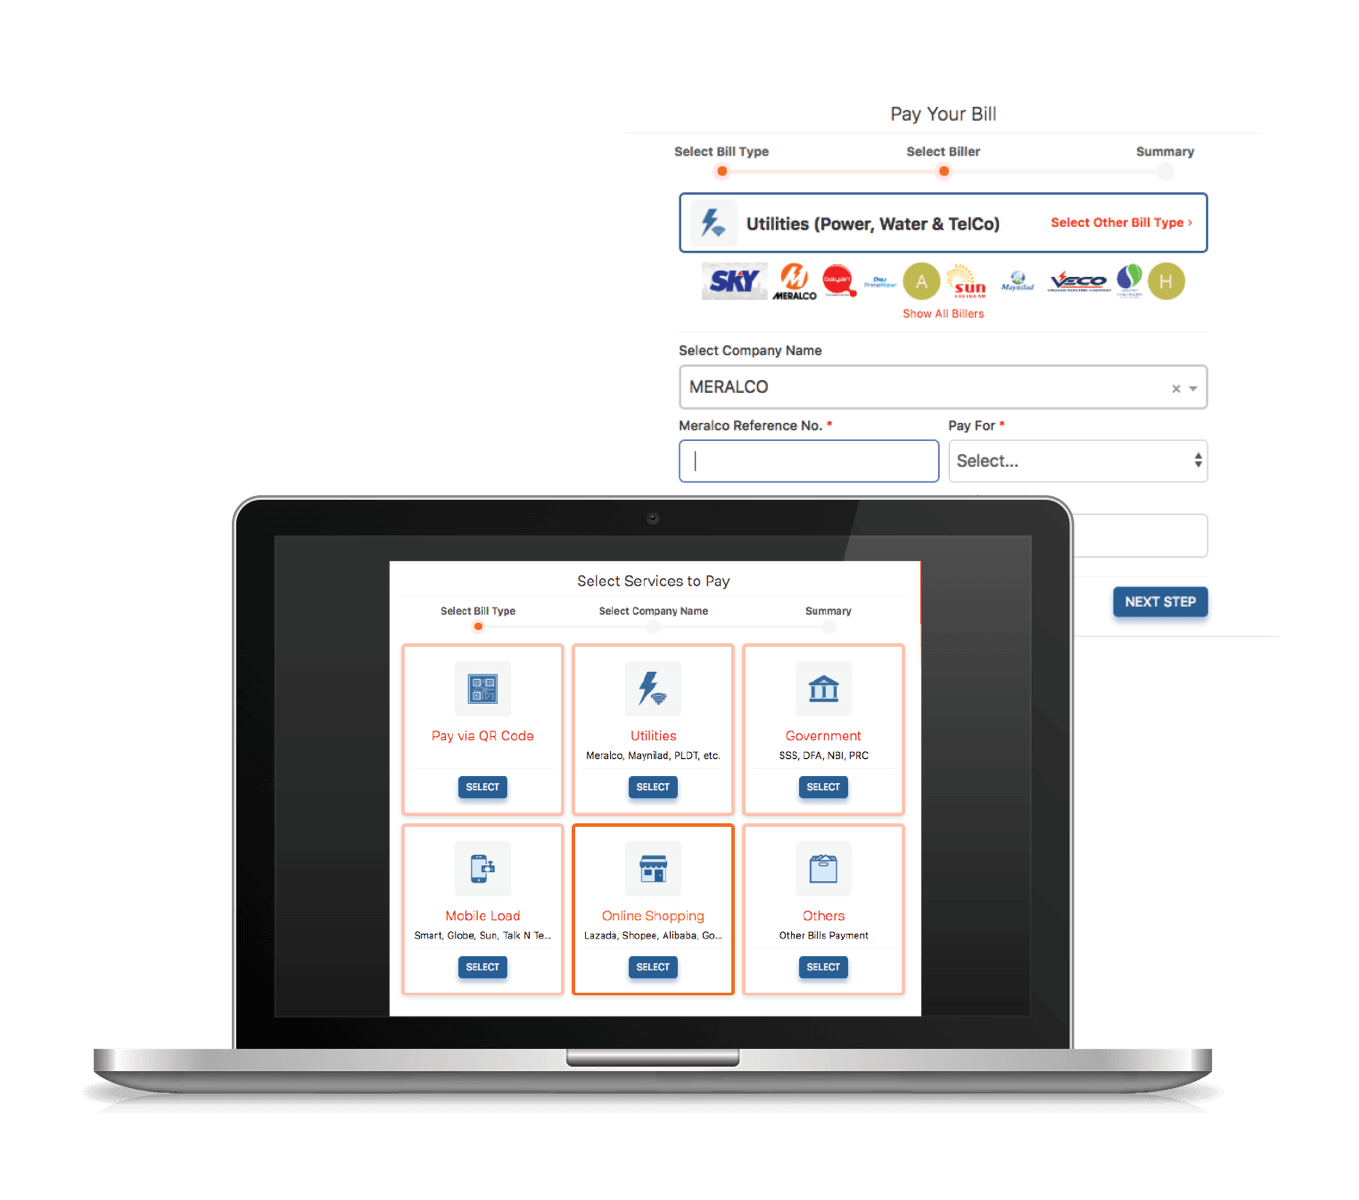 Pay Your Bill
Select Bill Type
Select Biller
Summary
Utilities (Power, Water & TelCo)
Select Other Bill Type ›
SKY
MERALCO
bayan
A
sun
Maynilad
VECO
H
Show All Billers
Select Company Name
MERALCO
Meralco Reference No. *
Pay For *
Select...
NEXT STEP
Select Services to Pay
Select Bill Type
Select Company Name
Summary
Pay via QR Code
Utilities
Government
Meralco, Maynilad, PLDT, etc.
SSS, DFA, NBI, PRC
SELECT
SELECT
SELECT
Mobile Load
Online Shopping
Others
Smart, Globe, Sun, Talk N Te...
Lazada, Shopee, Alibaba, Go...
Other Bills Payment
SELECT
SELECT
SELECT